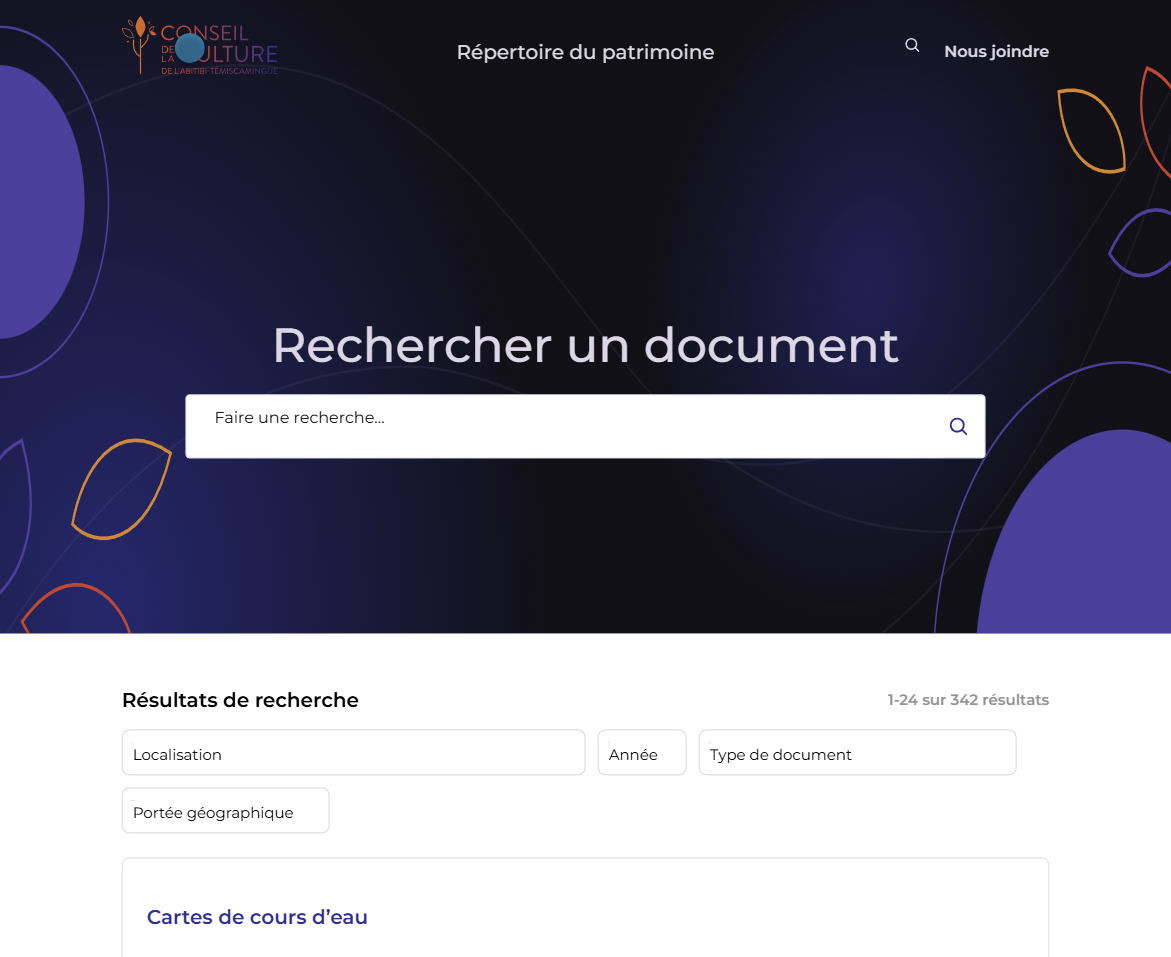 CONSEIL
DE LA CULTURE
DE L'ABITIBI-TÉMISCAMINGUE
Répertoire du patrimoine
Nous joindre
Rechercher un document
Faire une recherche...
Résultats de recherche
1-24 sur 342 résultats
Localisation
Année
Type de document
Portée géographique
Cartes de cours d’eau